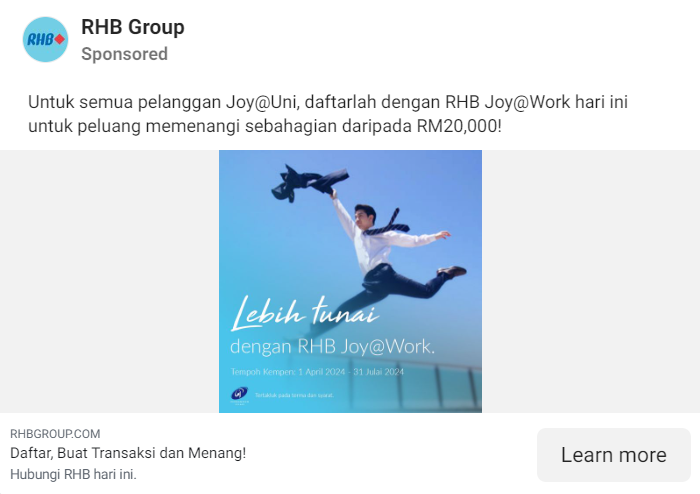 RHB
RHB Group
Sponsored
Untuk semua pelanggan Joy@Uni, daftarlah dengan RHB Joy@Work hari ini
untuk peluang memenangi sebahagian daripada RM20,000!
Lebih tunai
dengan RHB Joy@Work.
Tempoh Kempen: 1 April 2024 - 31 Julai 2024
Tertakluk pada terma dan syarat.
RHBGROUP.COM
Daftar, Buat Transaksi dan Menang!
Hubungi RHB hari ini.
Learn more